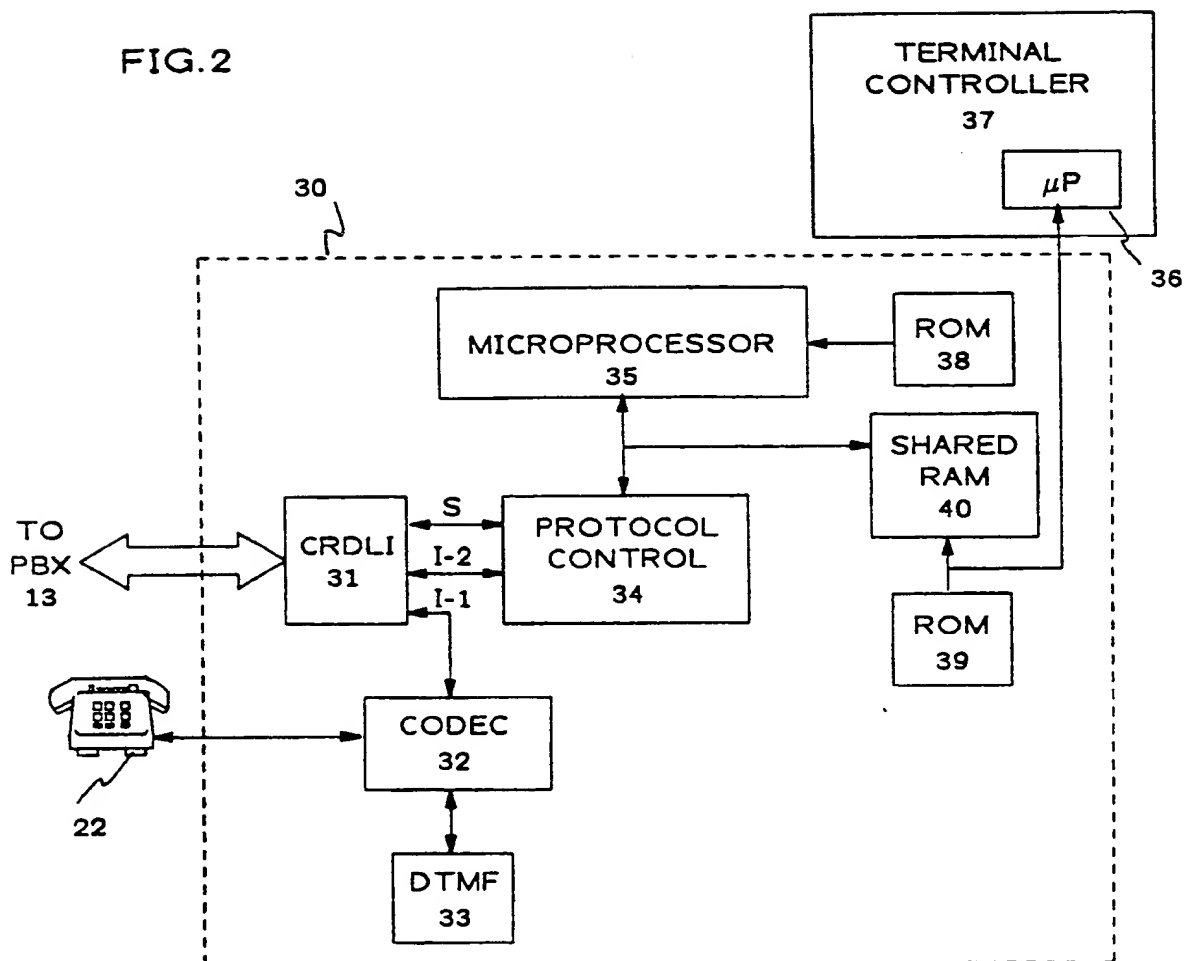 FIG.2
TERMINAL
CONTROLLER
37
μP
36
30
MICROPROCESSOR
35
ROM
38
SHARED
RAM
40
TO
PBX
13
CRDLI
31
S
I-2
I-1
PROTOCOL
CONTROL
34
ROM
39
CODEC
32
22
DTMF
33